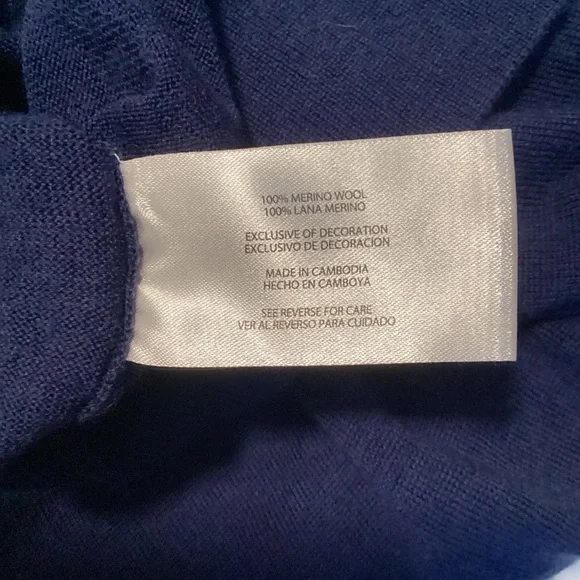 100% MERINO WOOL
100% LANA MERINO
EXCLUSIVE OF DECORATION
EXCLUSIVO DE DECORACION
MADE IN CAMBODIA
HECHO EN CAMBOYA
SEE REVERSE FOR CARE
VER AL REVERSO PARA CUIDADO